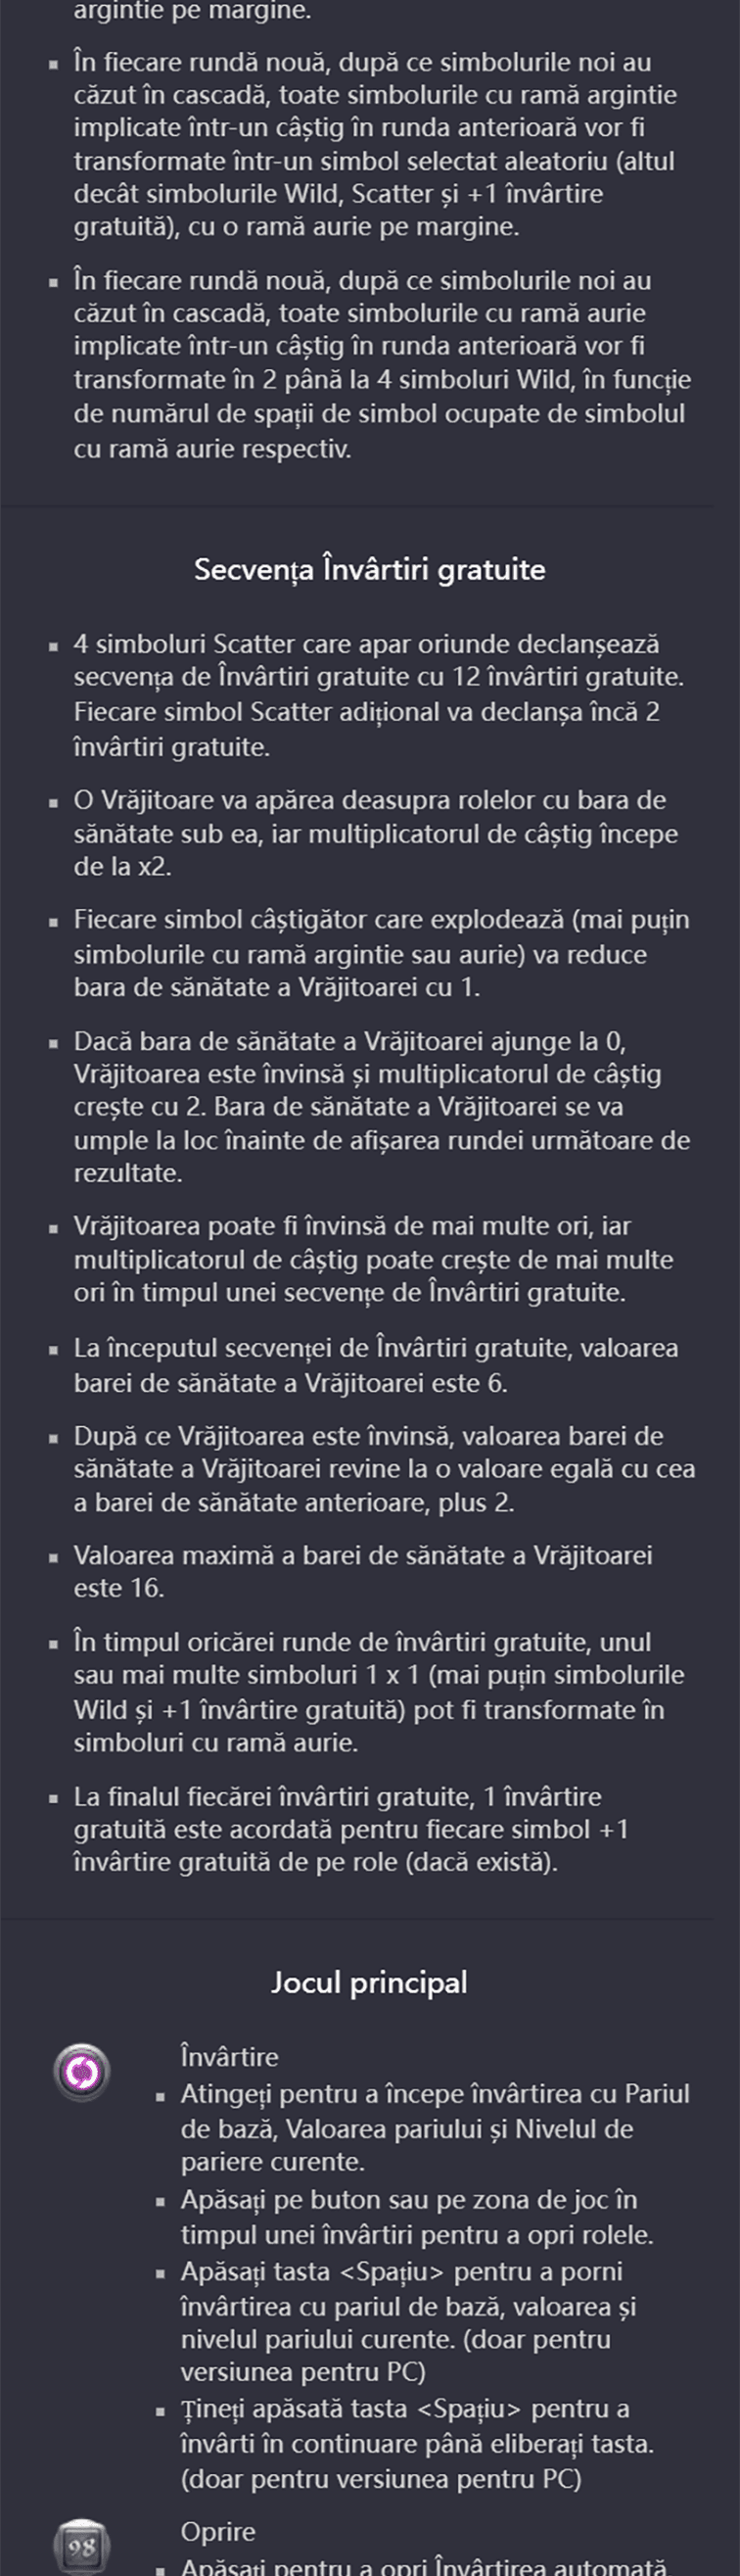 argintie pe margine.
În fiecare rundă nouă, după ce simbolurile noi au
căzut în cascadă, toate simbolurile cu ramă argintie
implicate într-un câștig în runda anterioară vor fi
transformate într-un simbol selectat aleatoriu (altul
decât simbolurile Wild, Scatter și +1 învârtire
gratuită), cu o ramă aurie pe margine.
În fiecare rundă nouă, după ce simbolurile noi au
căzut în cascadă, toate simbolurile cu ramă aurie
implicate într-un câștig în runda anterioară vor fi
transformate în 2 până la 4 simboluri Wild, în funcție
de numărul de spații de simbol ocupate de simbolul
cu ramă aurie respectiv.
Secvența Învârtiri gratuite
4 simboluri Scatter care apar oriunde declanșează
secvența de Învârtiri gratuite cu 12 învârtiri gratuite.
Fiecare simbol Scatter adițional va declanșa încă 2
învârtiri gratuite.
O Vrăjitoare va apărea deasupra rolelor cu bara de
sănătate sub ea, iar multiplicatorul de câștig începe
de la x2.
Fiecare simbol câștigător care explodează (mai puțin
simbolurile cu ramă argintie sau aurie) va reduce
bara de sănătate a Vrăjitoarei cu 1.
Dacă bara de sănătate a Vrăjitoarei ajunge la 0,
Vrăjitoarea este învinsă și multiplicatorul de câștig
crește cu 2. Bara de sănătate a Vrăjitoarei se va
umple la loc înainte de afișarea rundei următoare de
rezultate.
Vrăjitoarea poate fi învinsă de mai multe ori, iar
multiplicatorul de câștig poate crește de mai multe
ori în timpul unei secvențe de Învârtiri gratuite.
La începutul secvenței de Învârtiri gratuite, valoarea
barei de sănătate a Vrăjitoarei este 6.
După ce Vrăjitoarea este învinsă, valoarea barei de
sănătate a Vrăjitoarei revine la o valoare egală cu cea
a barei de sănătate anterioare, plus 2.
Valoarea maximă a barei de sănătate a Vrăjitoarei
este 16.
În timpul oricărei runde de învârtiri gratuite, unul
sau mai multe simboluri 1 x 1 (mai puțin simbolurile
Wild și +1 învârtire gratuită) pot fi transformate în
simboluri cu ramă aurie.
La finalul fiecărei învârtiri gratuite, 1 învârtire
gratuită este acordată pentru fiecare simbol +1
învârtire gratuită de pe role (dacă există).
Jocul principal
Învârtire
Atingeți pentru a începe învârtirea cu Pariul
de bază, Valoarea pariului și Nivelul de
pariere curente.
Apăsați pe buton sau pe zona de joc în
timpul unei învârtiri pentru a opri rolele.
Apăsați tasta <Spațiu> pentru a porni
învârtirea cu pariul de bază, valoarea și
nivelul pariului curente. (doar pentru
versiunea pentru PC)
Țineți apăsată tasta <Spațiu> pentru a
învârti în continuare până eliberați tasta.
(doar pentru versiunea pentru PC)
98
Oprire
Apăsați pentru a opri Învârtirea automată